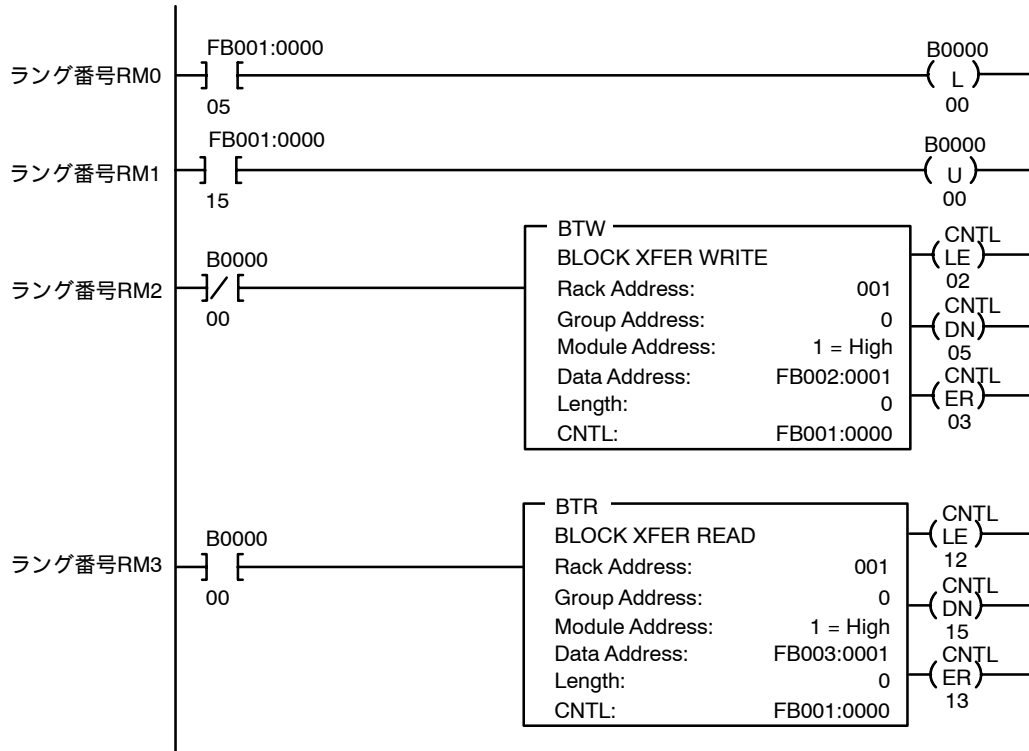 FB001:0000
ラング番号RM0
05
B0000
L
00
FB001:0000
ラング番号RM1
15
B0000
U
00
ラング番号RM2
B0000
00
BTW
BLOCK XFER WRITE
Rack Address: 001
Group Address: 0
Module Address: 1 = High
Data Address: FB002:0001
Length: 0
CNTL: FB001:0000
CNTL
LE
02
CNTL
DN
05
CNTL
ER
03
ラング番号RM3
B0000
00
BTR
BLOCK XFER READ
Rack Address: 001
Group Address: 0
Module Address: 1 = High
Data Address: FB003:0001
Length: 0
CNTL: FB001:0000
CNTL
LE
12
CNTL
DN
15
CNTL
ER
13